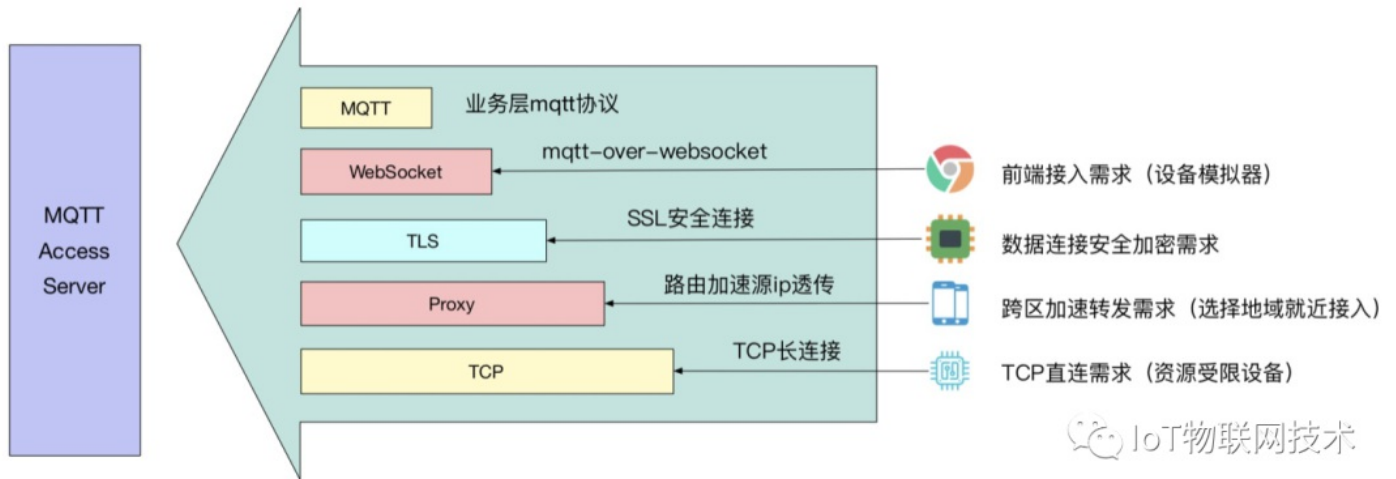 MQTT
Access
Server
MQTT
业务层mqtt协议
mqtt-over-websocket
WebSocket
前端接入需求（设备模拟器）
SSL安全连接
TLS
数据连接安全加密需求
路由加速源ip透传
Proxy
跨区加速转发需求（选择地域就近接入）
TCP长连接
TCP
TCP直连需求（资源受限设备）
IoT物联网技术